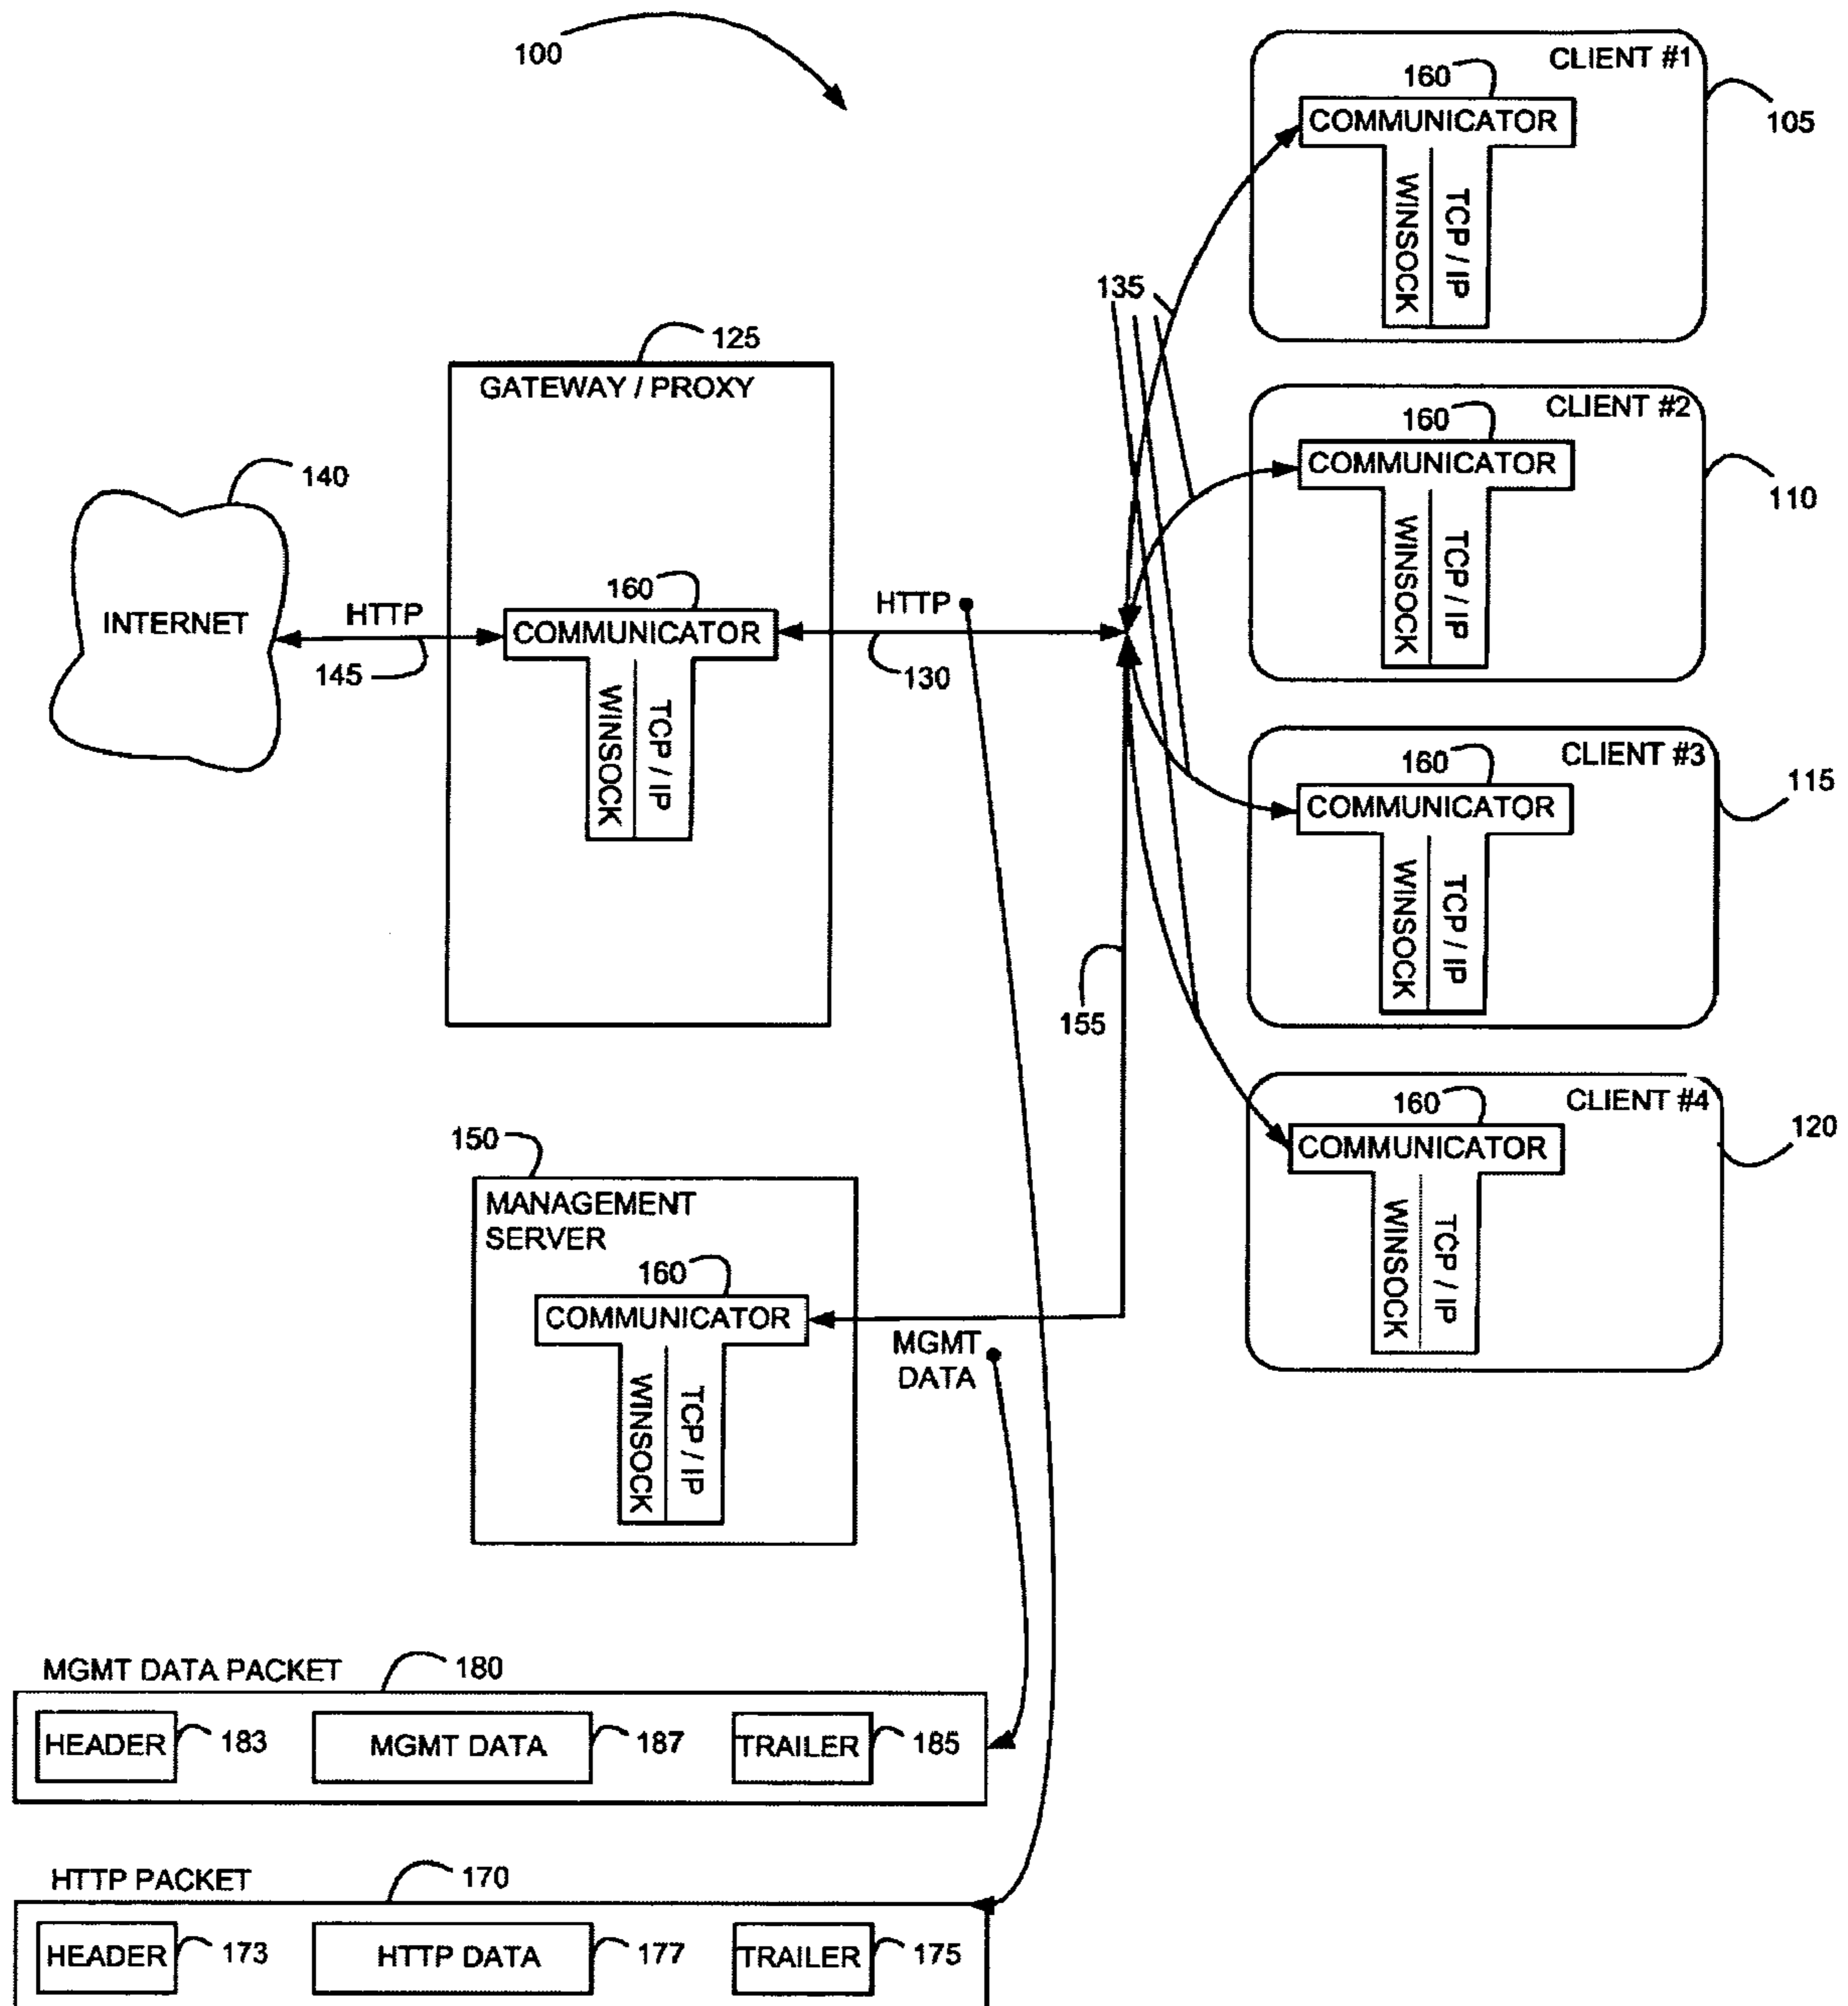 100
CLIENT #1
160
COMMUNICATOR
WINSOCK
TCP / IP
105
135
125
GATEWAY / PROXY
CLIENT #2
160
COMMUNICATOR
WINSOCK
TCP / IP
110
140
INTERNET
HTTP
145
160
COMMUNICATOR
WINSOCK
TCP / IP
HTTP
130
CLIENT #3
160
COMMUNICATOR
WINSOCK
TCP / IP
115
155
CLIENT #4
160
COMMUNICATOR
WINSOCK
TCP / IP
120
150
MANAGEMENT
SERVER
160
COMMUNICATOR
WINSOCK
TCP / IP
MGMT
DATA
MGMT DATA PACKET
180
HEADER
183
MGMT DATA
187
TRAILER
185
HTTP PACKET
170
HEADER
173
HTTP DATA
177
TRAILER
175